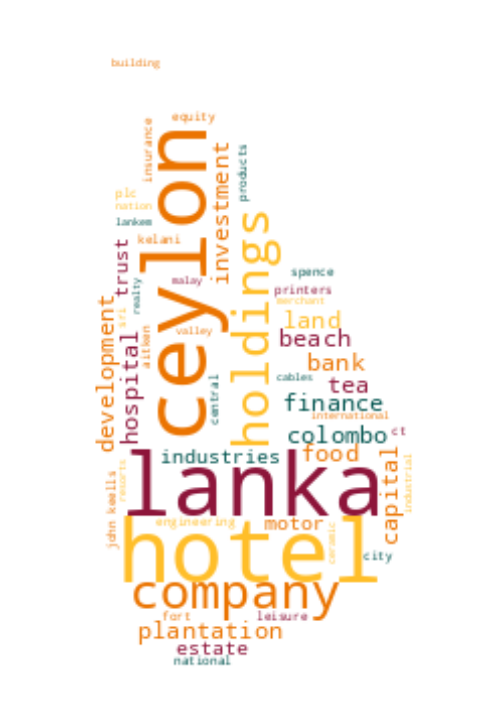 building
equity
insurance
ceylon
investment
products
plc
nation
lankem
kelani
trust
holdings
spence
malay
realty
printers
merchant
sri
land
development
aitken
valley
beach
hospital
bank
central
cables
tea
finance
international
colombo
ct
industries
food
lanka
capital
industrial
resorts
john keells
engineering
motor
hotel
ceramic
city
company
fort
leisure
plantation
estate
national